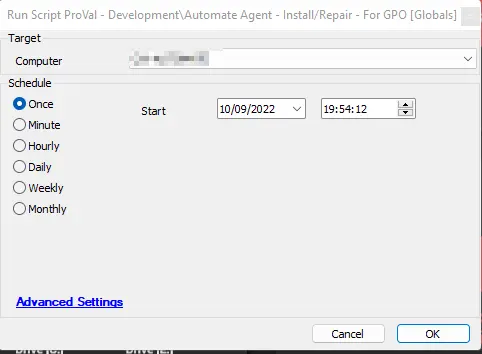 Run Script ProVal - Development\Automate Agent - Install/Repair - For GPO [Globals]
Target
Computer
Schedule
Once
Start
10/09/2022
19:54:12
Minute
Hourly
Daily
Weekly
Monthly
Advanced Settings
Cancel
OK